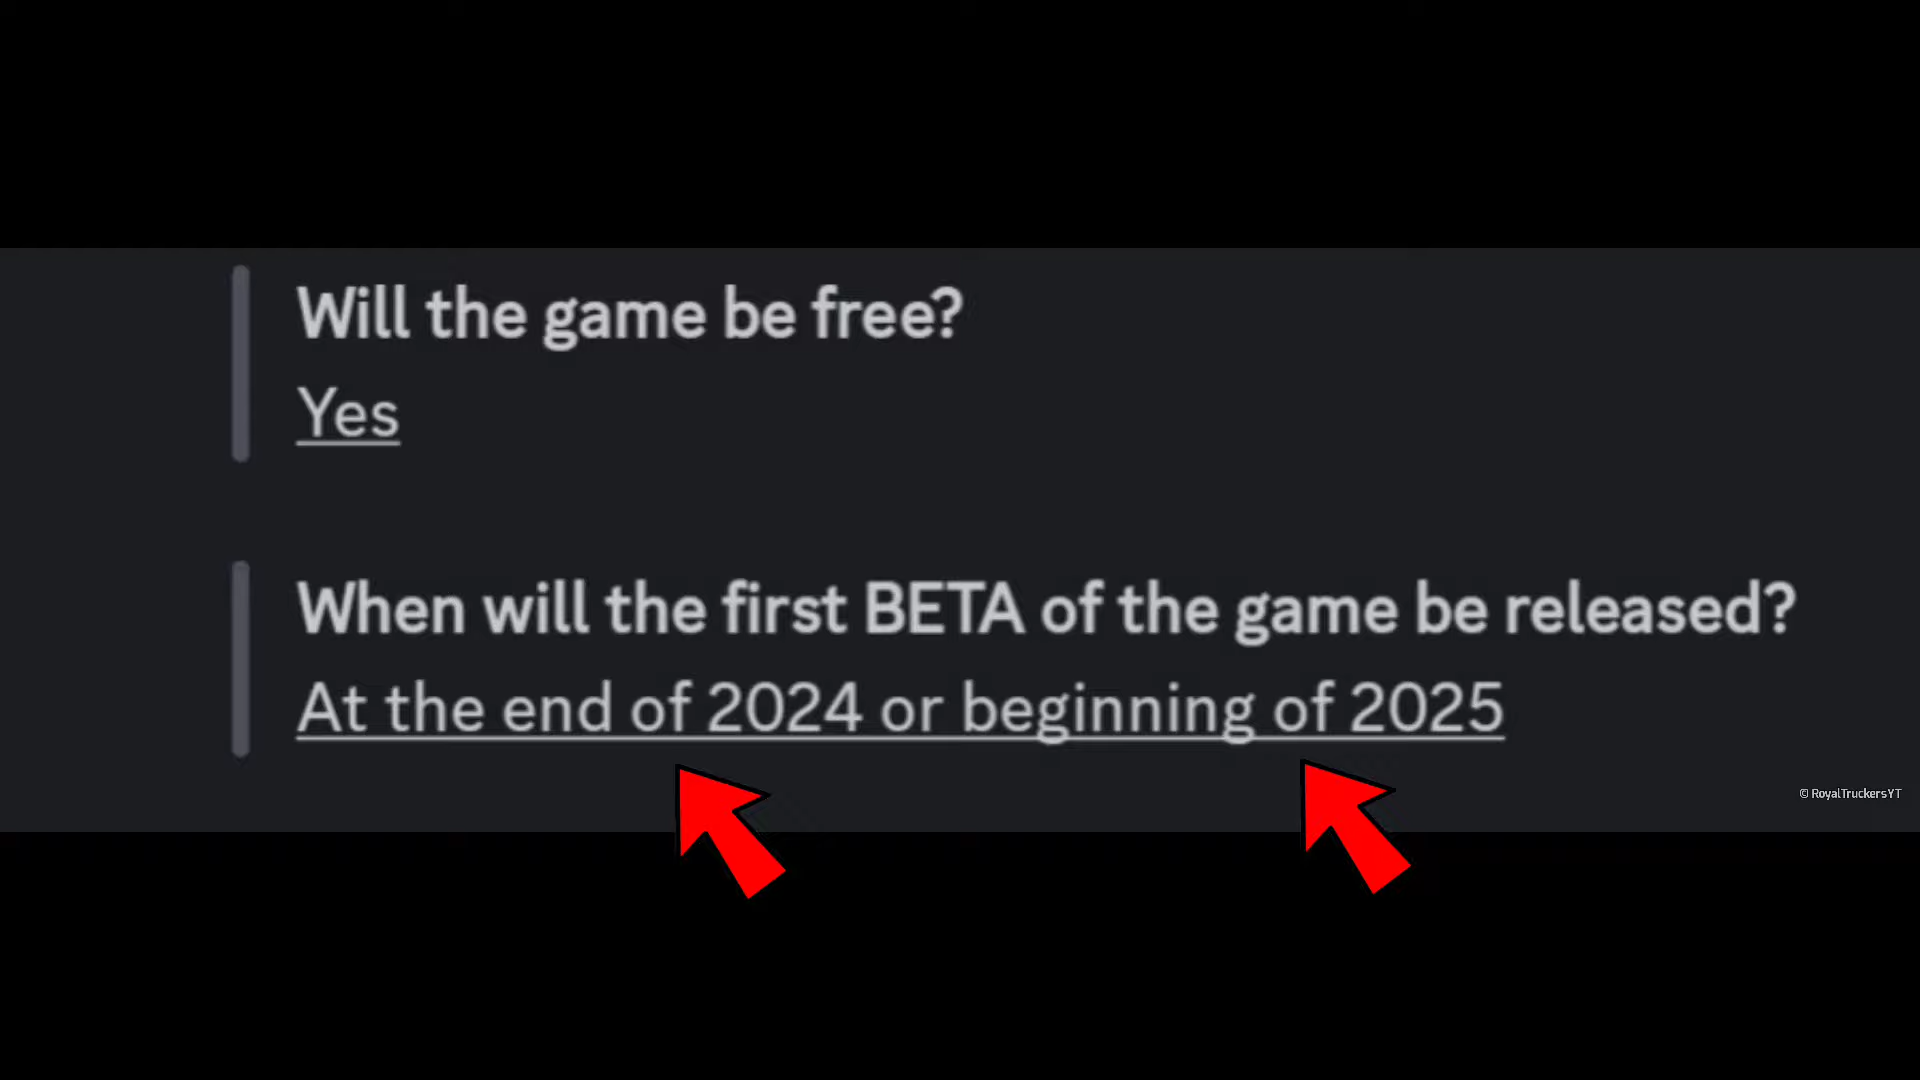 Will the game be free?
Yes
When will the first BETA of the game be released?
At the end of 2024 or beginning of 2025
© RoyalTruckersYT